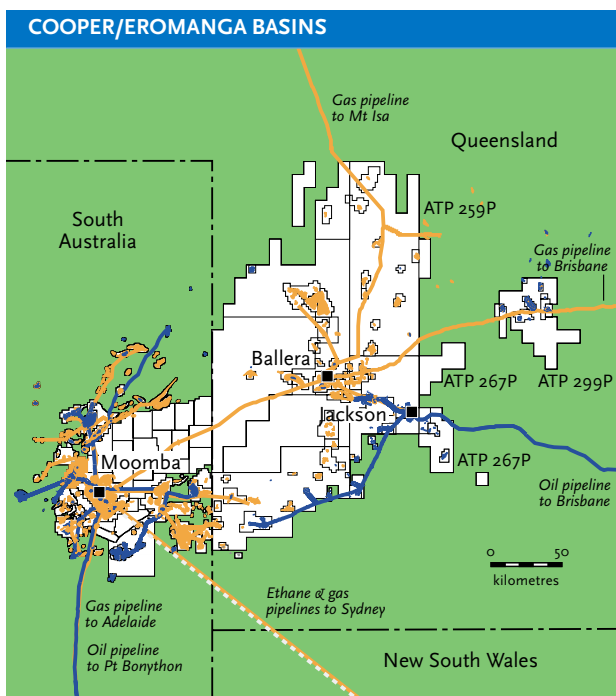 COOPER/EROMANGA BASINS
Gas pipeline
to Mt Isa
Queensland
ATP 259P
South
Australia
Gas pipeline
to Brisbane
Ballera
ATP 267P
ATP 299P
Jackson
Moomba
ATP 267P
Oil pipeline
to Brisbane
0 50
kilometres
Ethane & gas
pipelines to Sydney
Gas pipeline
to Adelaide
Oil pipeline
to Pt Bonython
New South Wales